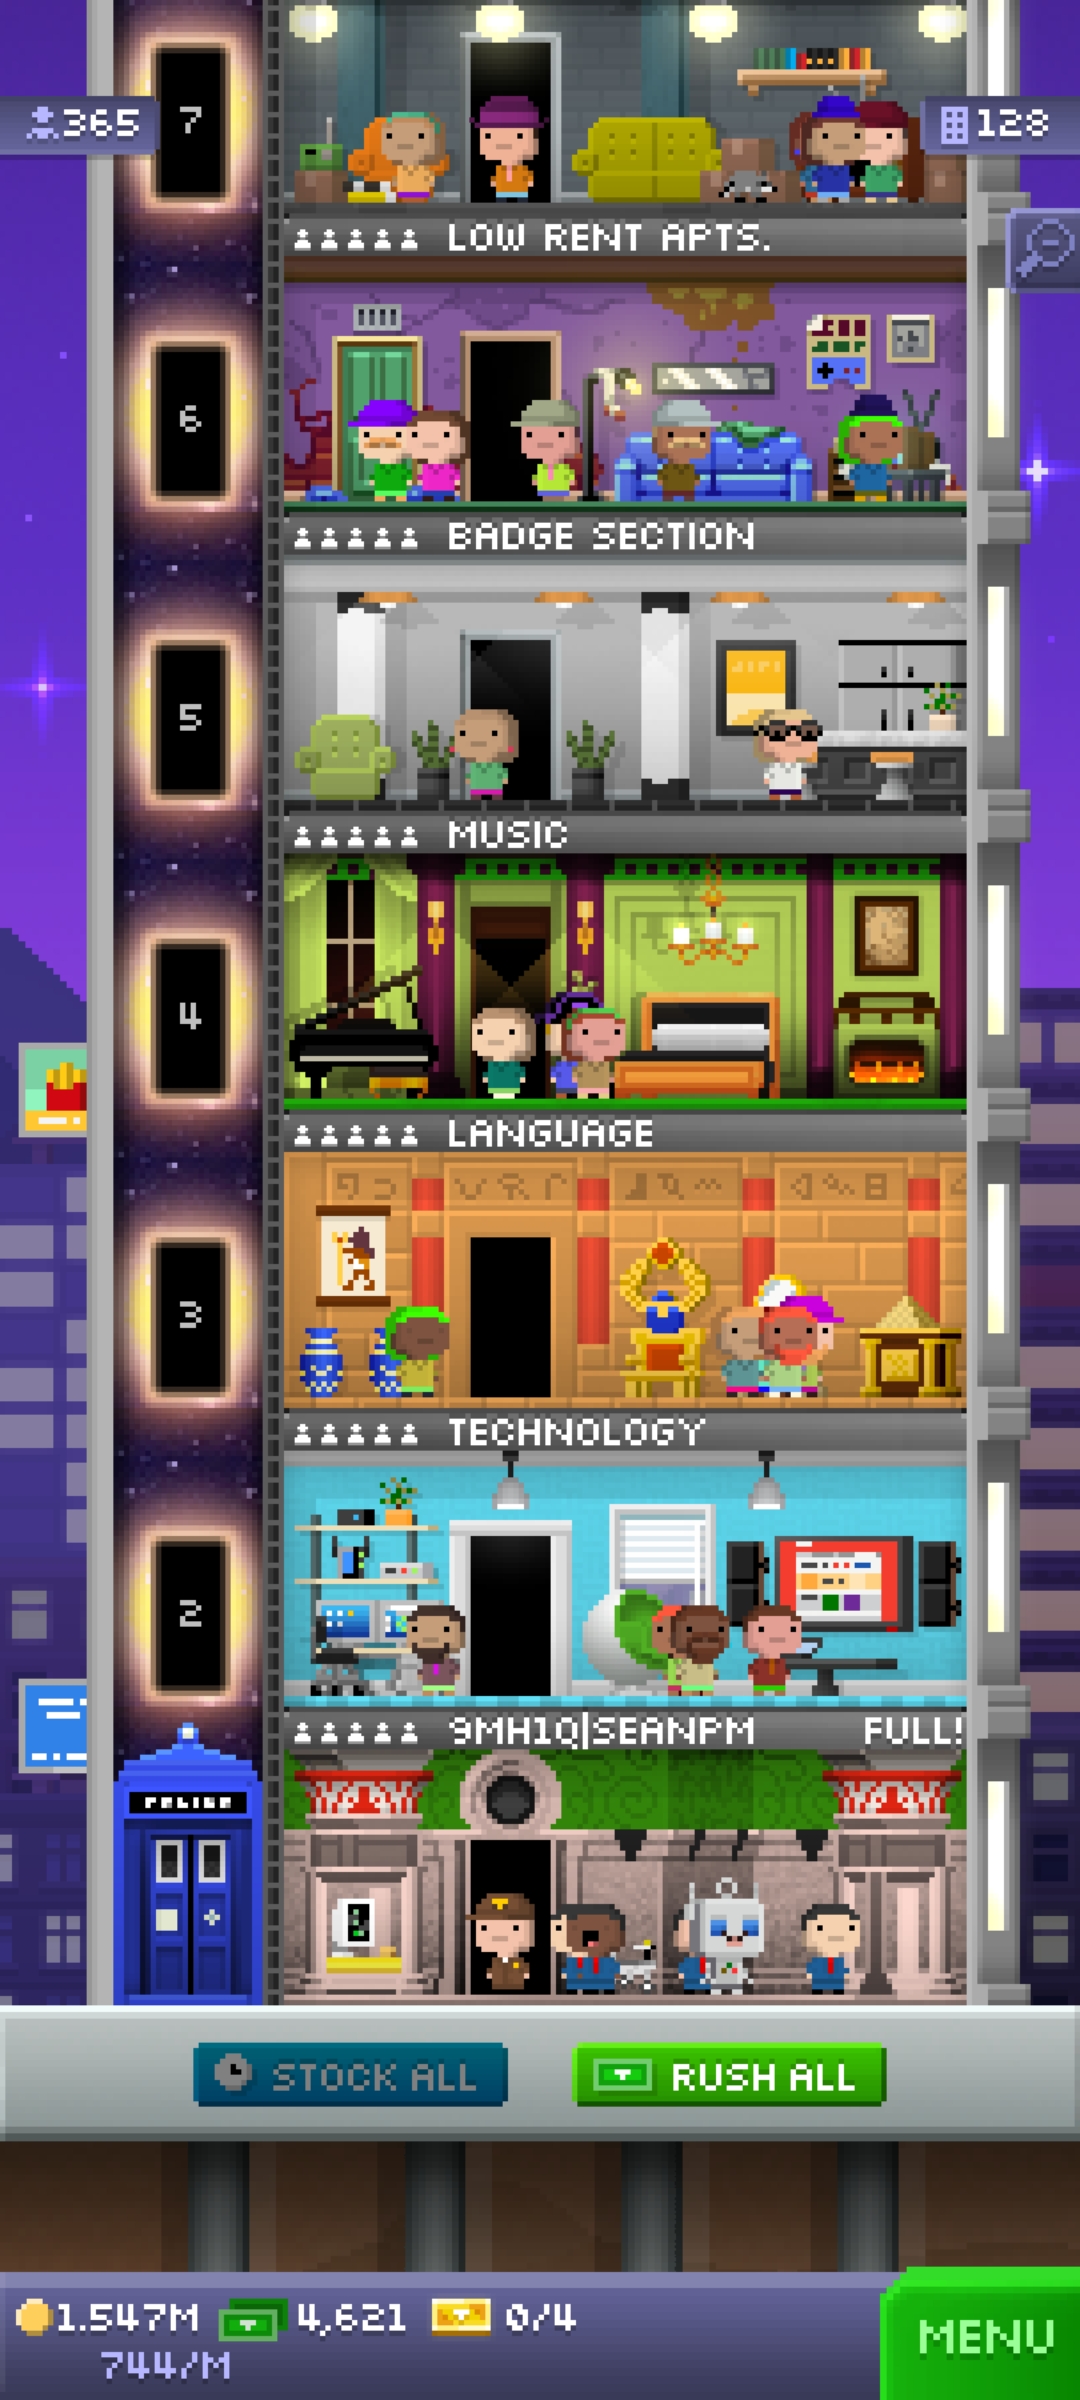 7
365
128
LOW RENT APTS.
6
BADGE SECTION
5
MUSIC
4
LANGUAGE
3
TECHNOLOGY
2
9MH1Q|SEANPM FULL!
POLICE
STOCK ALL
RUSH ALL
1.547M 4,621 0/4
744/M
MENU